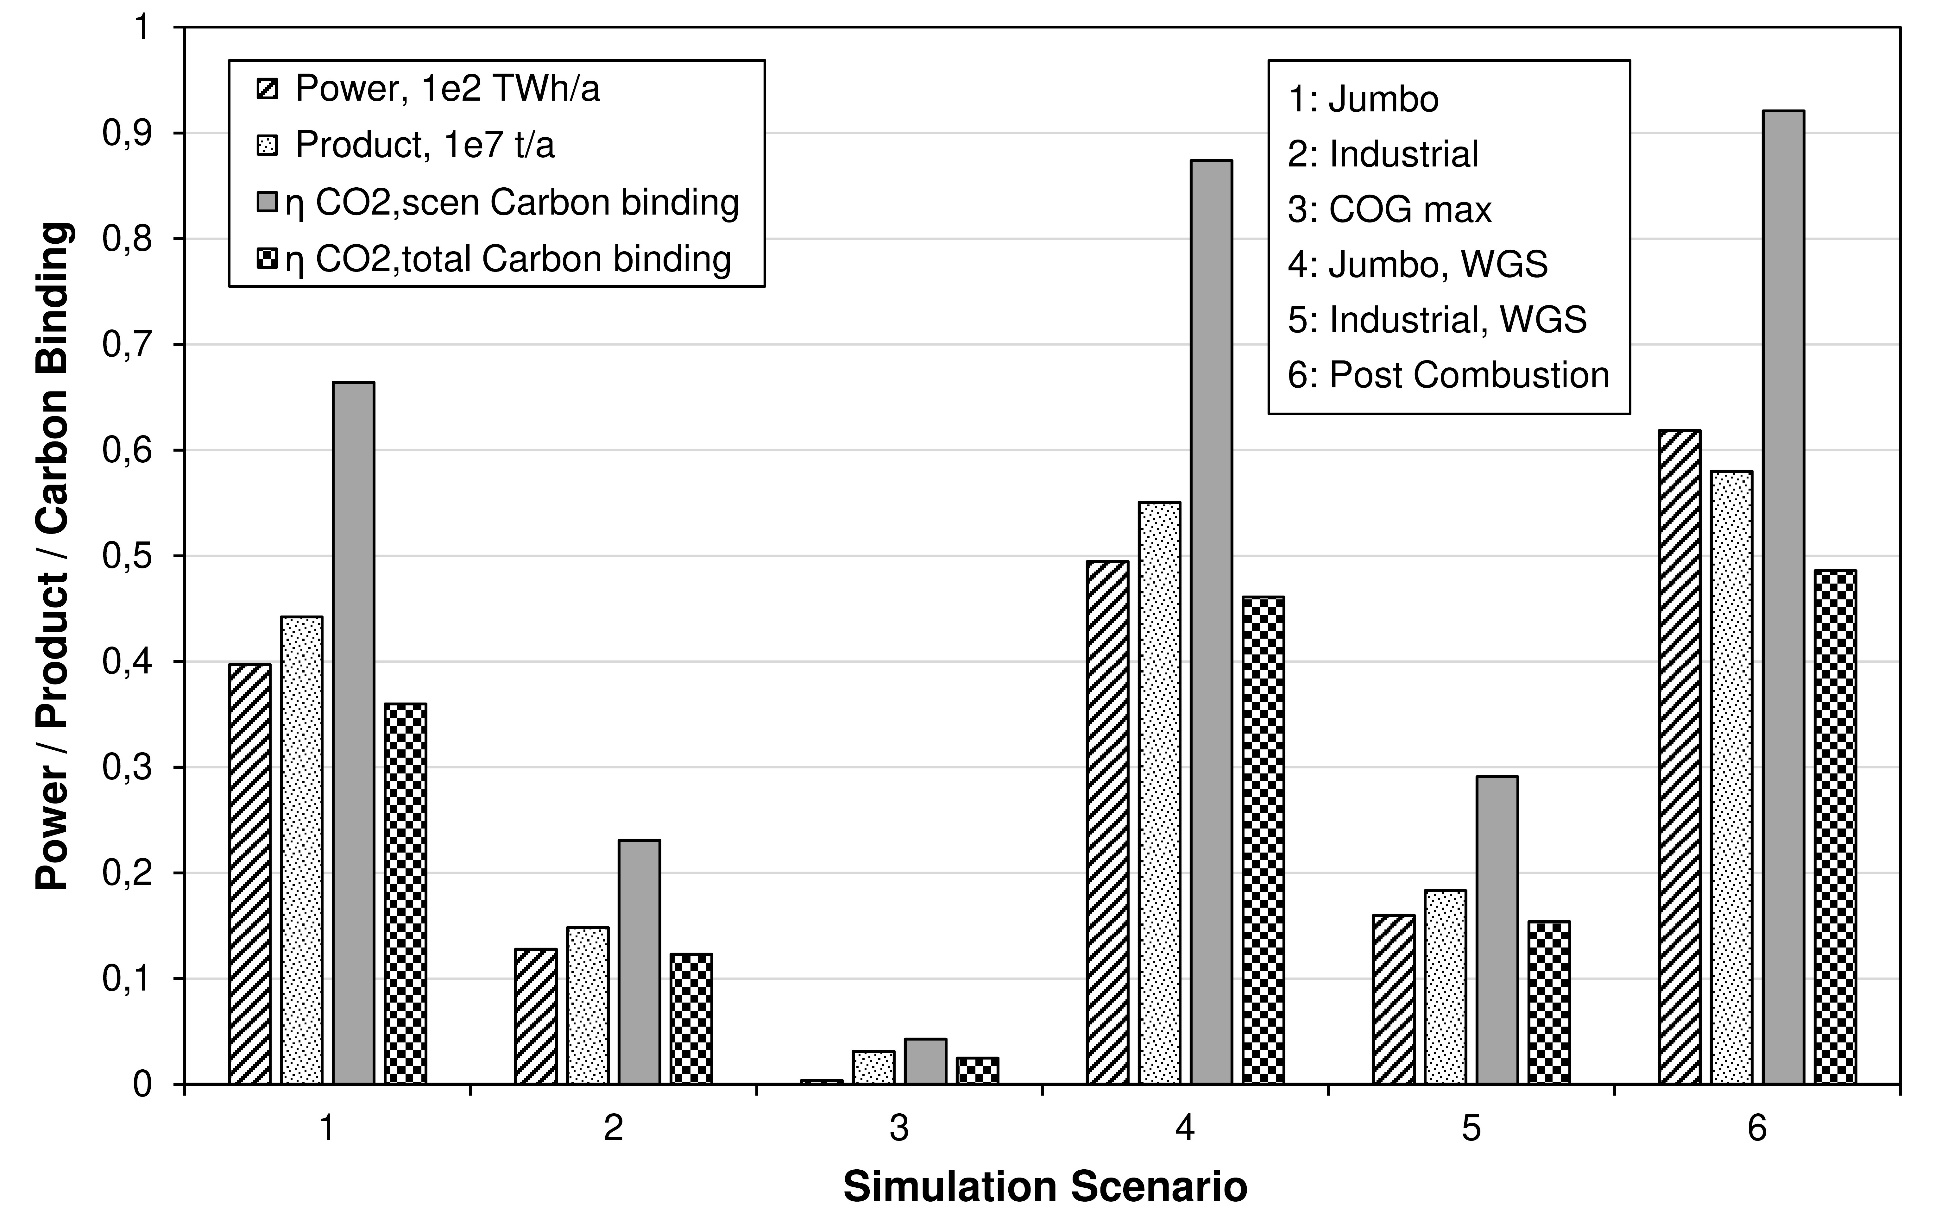 Power / Product / Carbon Binding
1
0,9
0,8
0,7
0,6
0,5
0,4
0,3
0,2
0,1
0
Power, 1e2 TWh/a
Product, 1e7 t/a
η CO2,scen Carbon binding
η CO2,total Carbon binding
1: Jumbo
2: Industrial
3: COG max
4: Jumbo, WGS
5: Industrial, WGS
6: Post Combustion
1 2 3 4 5 6
Simulation Scenario